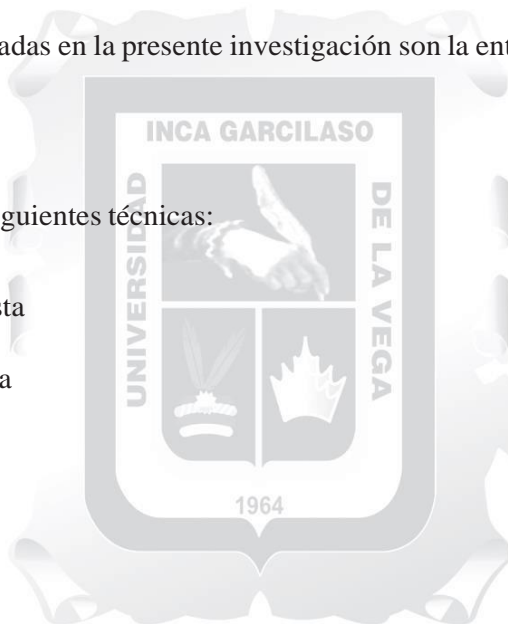 adas en la presente investigación son la ent
INCA GARCILASO
guientes técnicas:
UNIVERSIDAD
DE LA VEGA
sta
a
1964